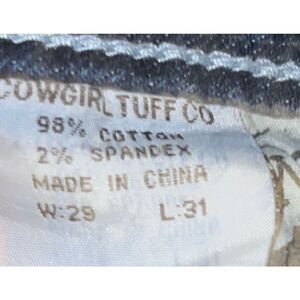 COWGIRL TUFF CO
98% COTTON
2% SPANDEX
MADE IN CHINA
W:29 L:31